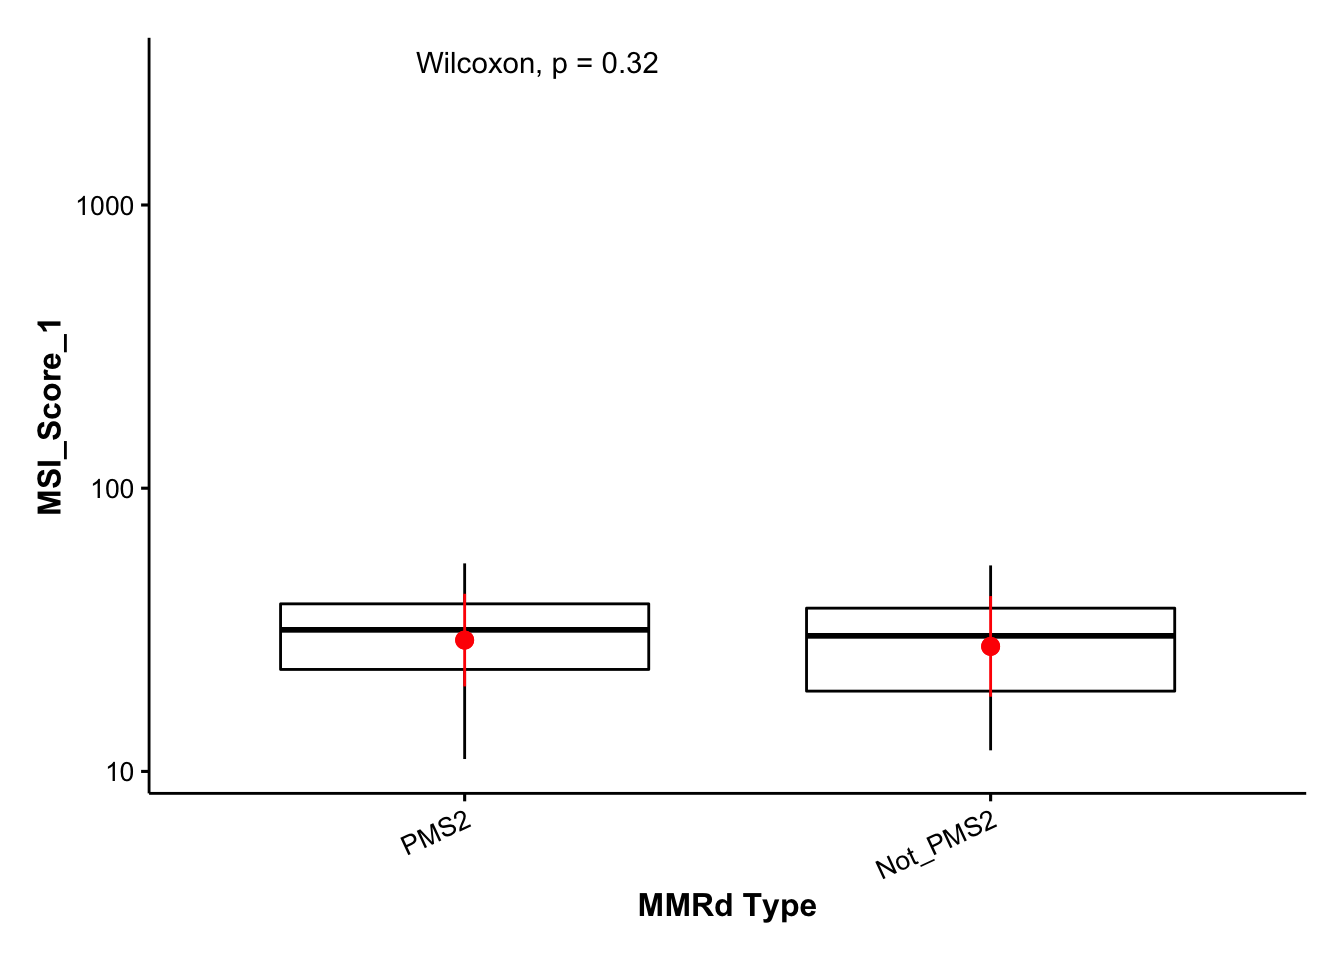 Wilcoxon, p = 0.32
MSI_Score_1
1000
100
10
PMS2
Not_PMS2
MMRd Type